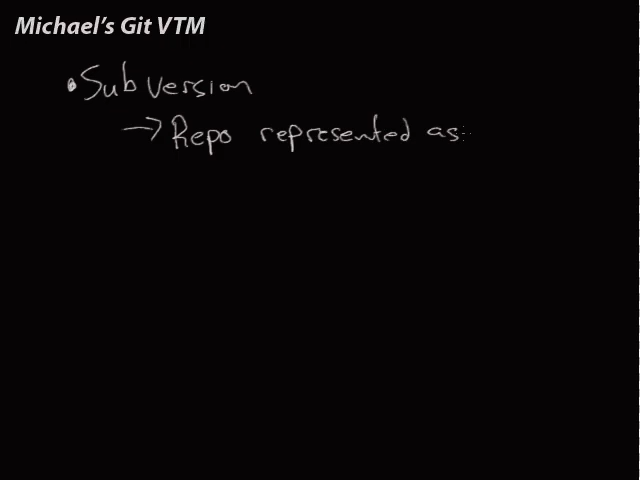 Michael's Git VTM
• Subversion
→ Repo represented as: